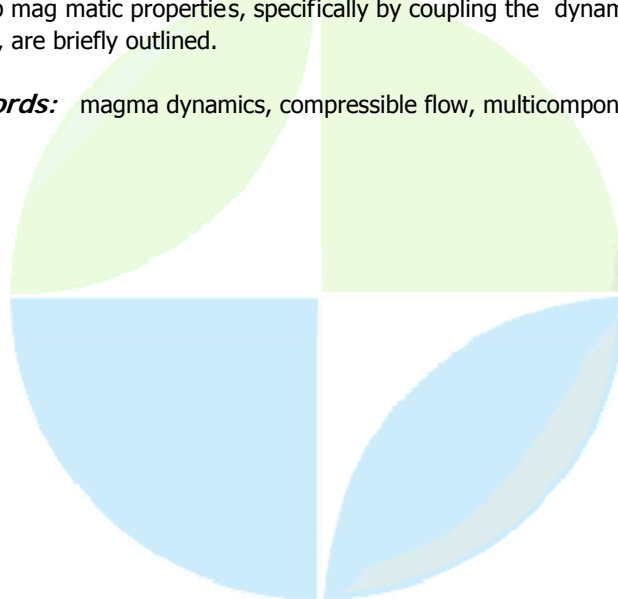 o mag matic properties, specifically by coupling the dynam
, are briefly outlined.
ords: magma dynamics, compressible flow, multicompon